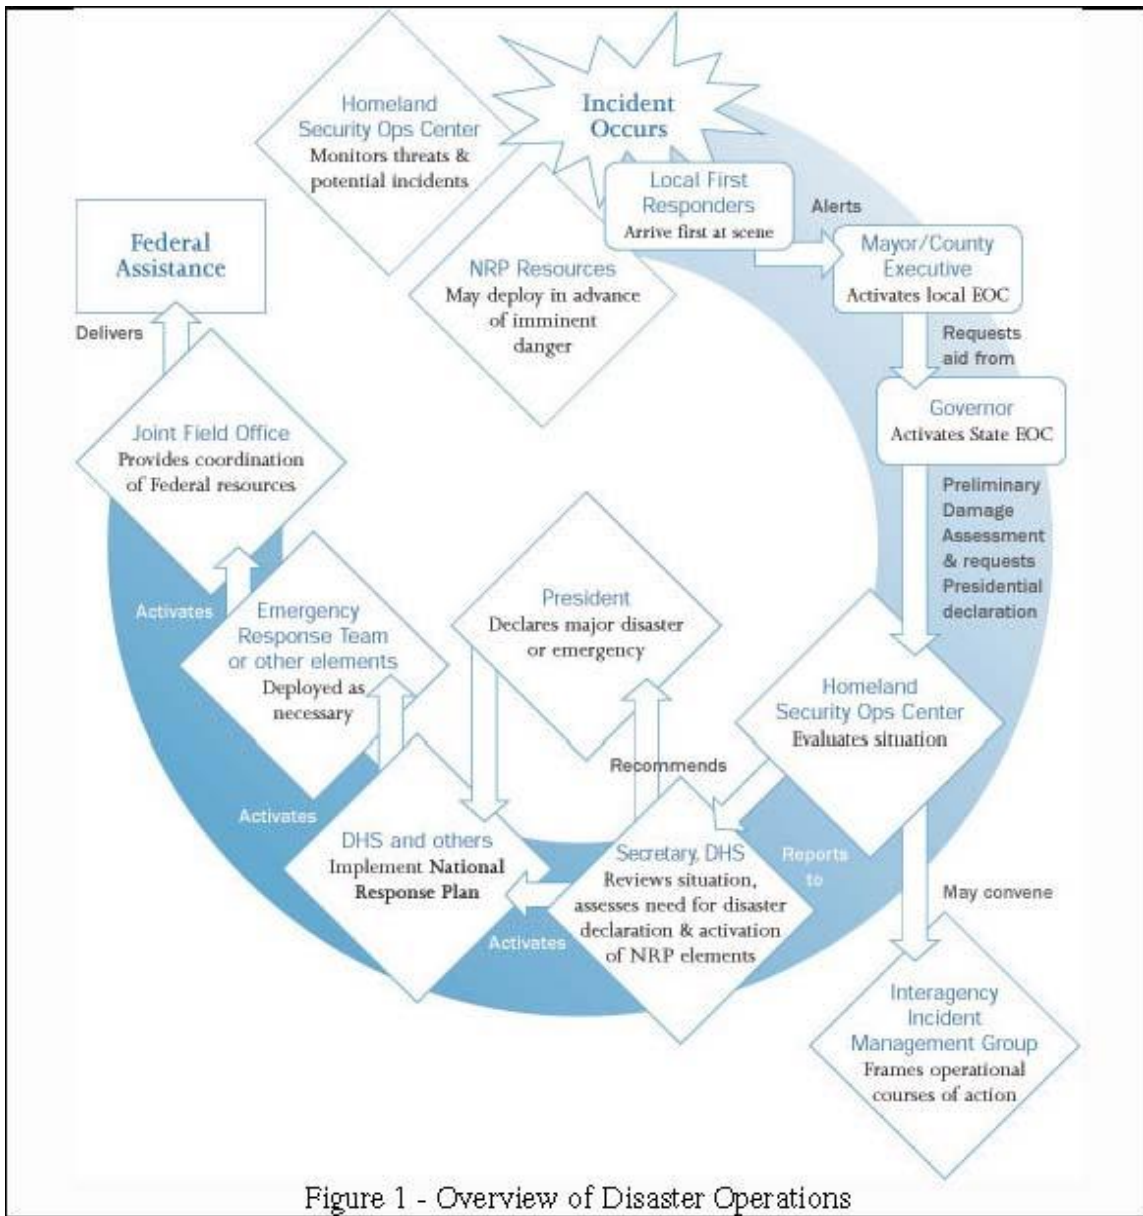 Incident
Occurs
Homeland
Security Ops Center
Monitors threats &
potential incidents
NRP Resources
May deploy in advance
of imminent
danger
Local First
Responders
Arrive first at scene
Alerts
Mayor/County
Executive
Activates local EOC
Requests
aid from
Governor
Activates State EOC
Preliminary
Damage
Assessment
& requests
Presidential
declaration
Homeland
Security Ops Center
Evaluates situation
May convene
Interagency
Incident
Management Group
Frames operational
courses of action
Reports
to
Secretary, DHS
Reviews situation,
assesses need for disaster
declaration & activation
of NRP elements
Recommends
President
Declares major disaster
or emergency
Activates
DHS and others
Implement National
Response Plan
Activates
Emergency
Response Team
or other elements
Deployed as
necessary
Activates
Joint Field Office
Provides coordination
of Federal resources
Delivers
Federal
Assistance
Figure 1 - Overview of Disaster Operations